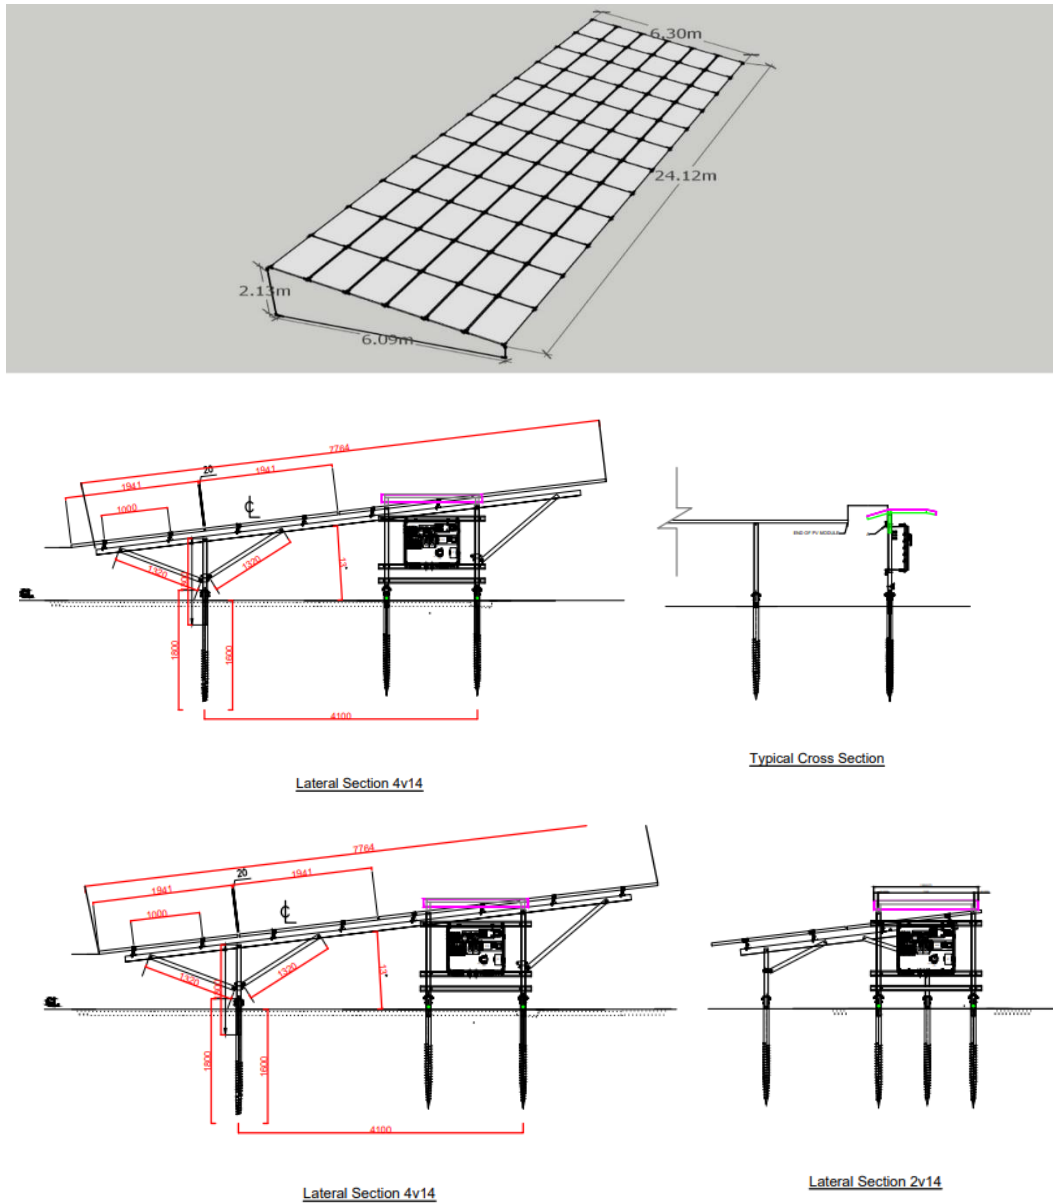 6.30m
24.12m
2.13m
6.09m
7764
1941
20
1941
1000
1320
1320
13°
1800
1600
4100
END OF PV MODULE
Typical Cross Section
Lateral Section 4v14
7764
1941
20
1941
1000
1320
1320
13°
1800
1600
4100
Lateral Section 2v14
Lateral Section 4v14